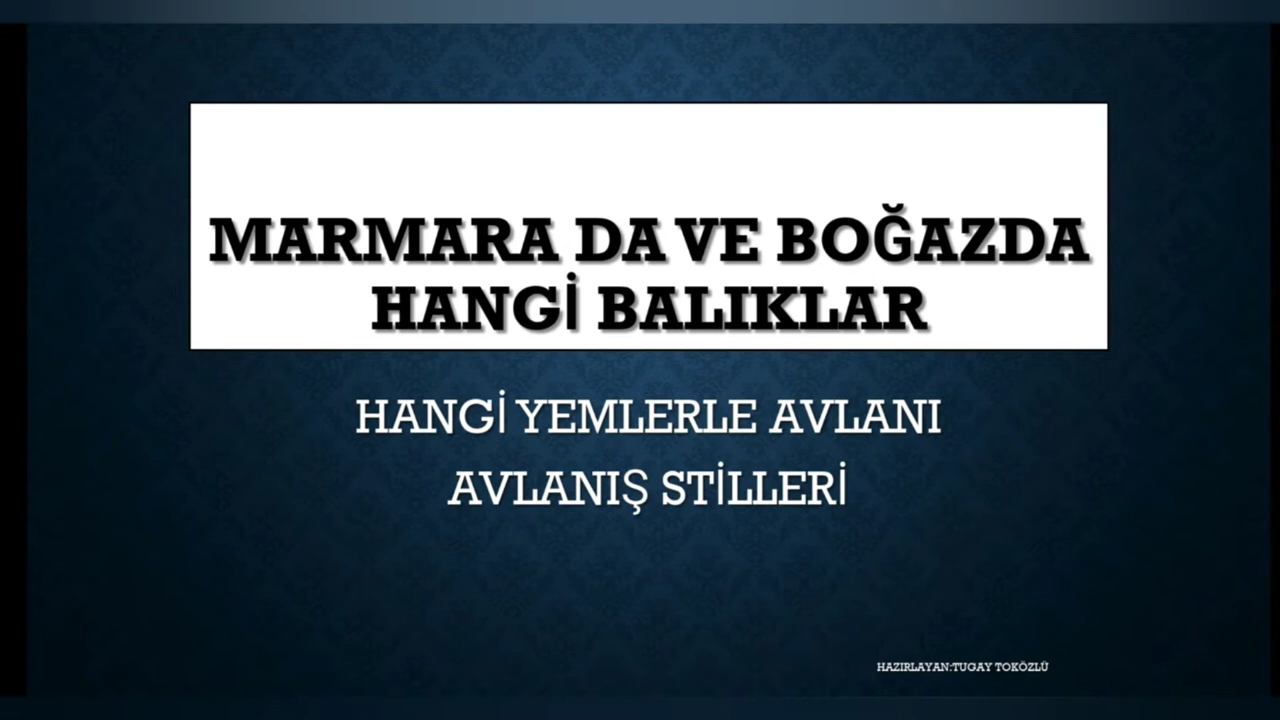 MARMARA DA VE BOĞAZDA
HANGİ BALIKLAR
HANGİ YEMLERLE AVLANI
AVLANIŞ STİLLERİ
HAZIRLAYAN:TUGAY TOKÖZLÜ